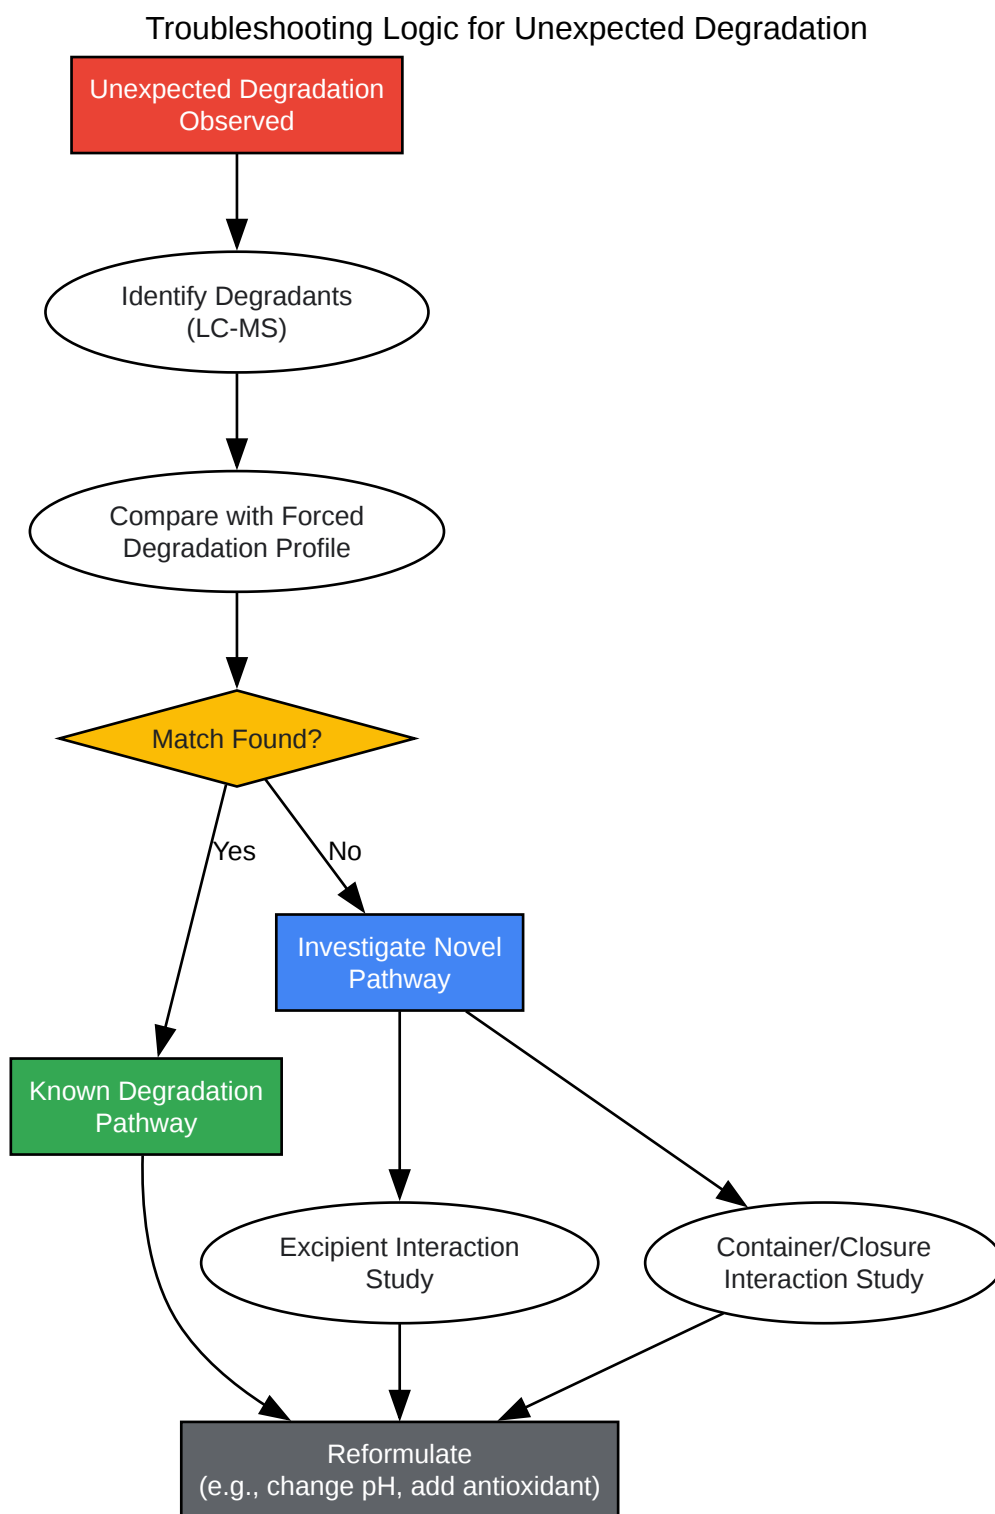 Troubleshooting Logic for Unexpected Degradation
Unexpected Degradation
Observed
Identify Degradants
(LC-MS)
Compare with Forced
Degradation Profile
Match Found?
Yes
No
Investigate Novel
Pathway
Known Degradation
Pathway
Excipient Interaction
Study
Container/Closure
Interaction Study
Reformulate
(e.g., change pH, add antioxidant)